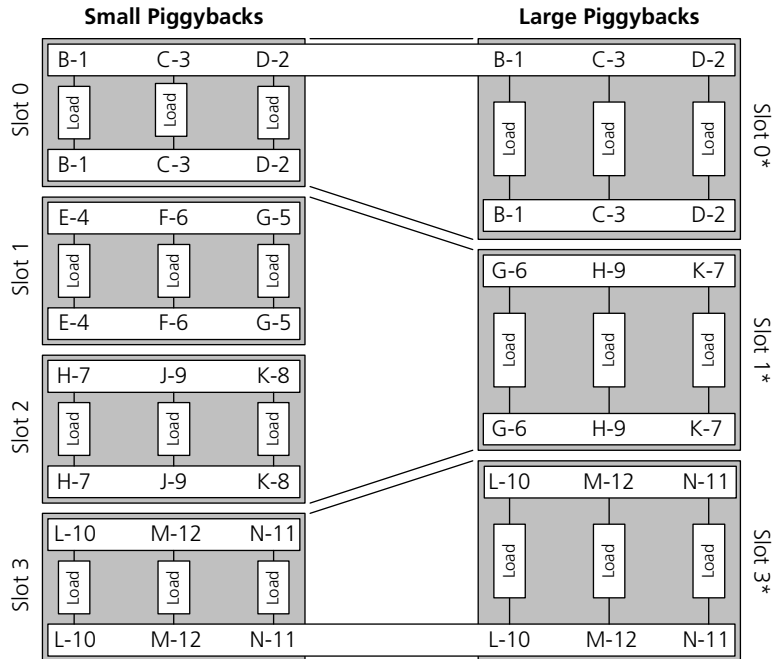 Small Piggybacks
Slot 0
B-1 C-3 D-2
Load Load Load
B-1 C-3 D-2
Slot 1
E-4 F-6 G-5
Load Load Load
E-4 F-6 G-5
Slot 2
H-7 J-9 K-8
Load Load Load
H-7 J-9 K-8
Slot 3
L-10 M-12 N-11
Load Load Load
L-10 M-12 N-11
Large Piggybacks
B-1 C-3 D-2
Load Load Load
B-1 C-3 D-2
Slot 0*
G-6 H-9 K-7
Load Load Load
G-6 H-9 K-7
Slot 1*
L-10 M-12 N-11
Load Load Load
L-10 M-12 N-11
Slot 3*